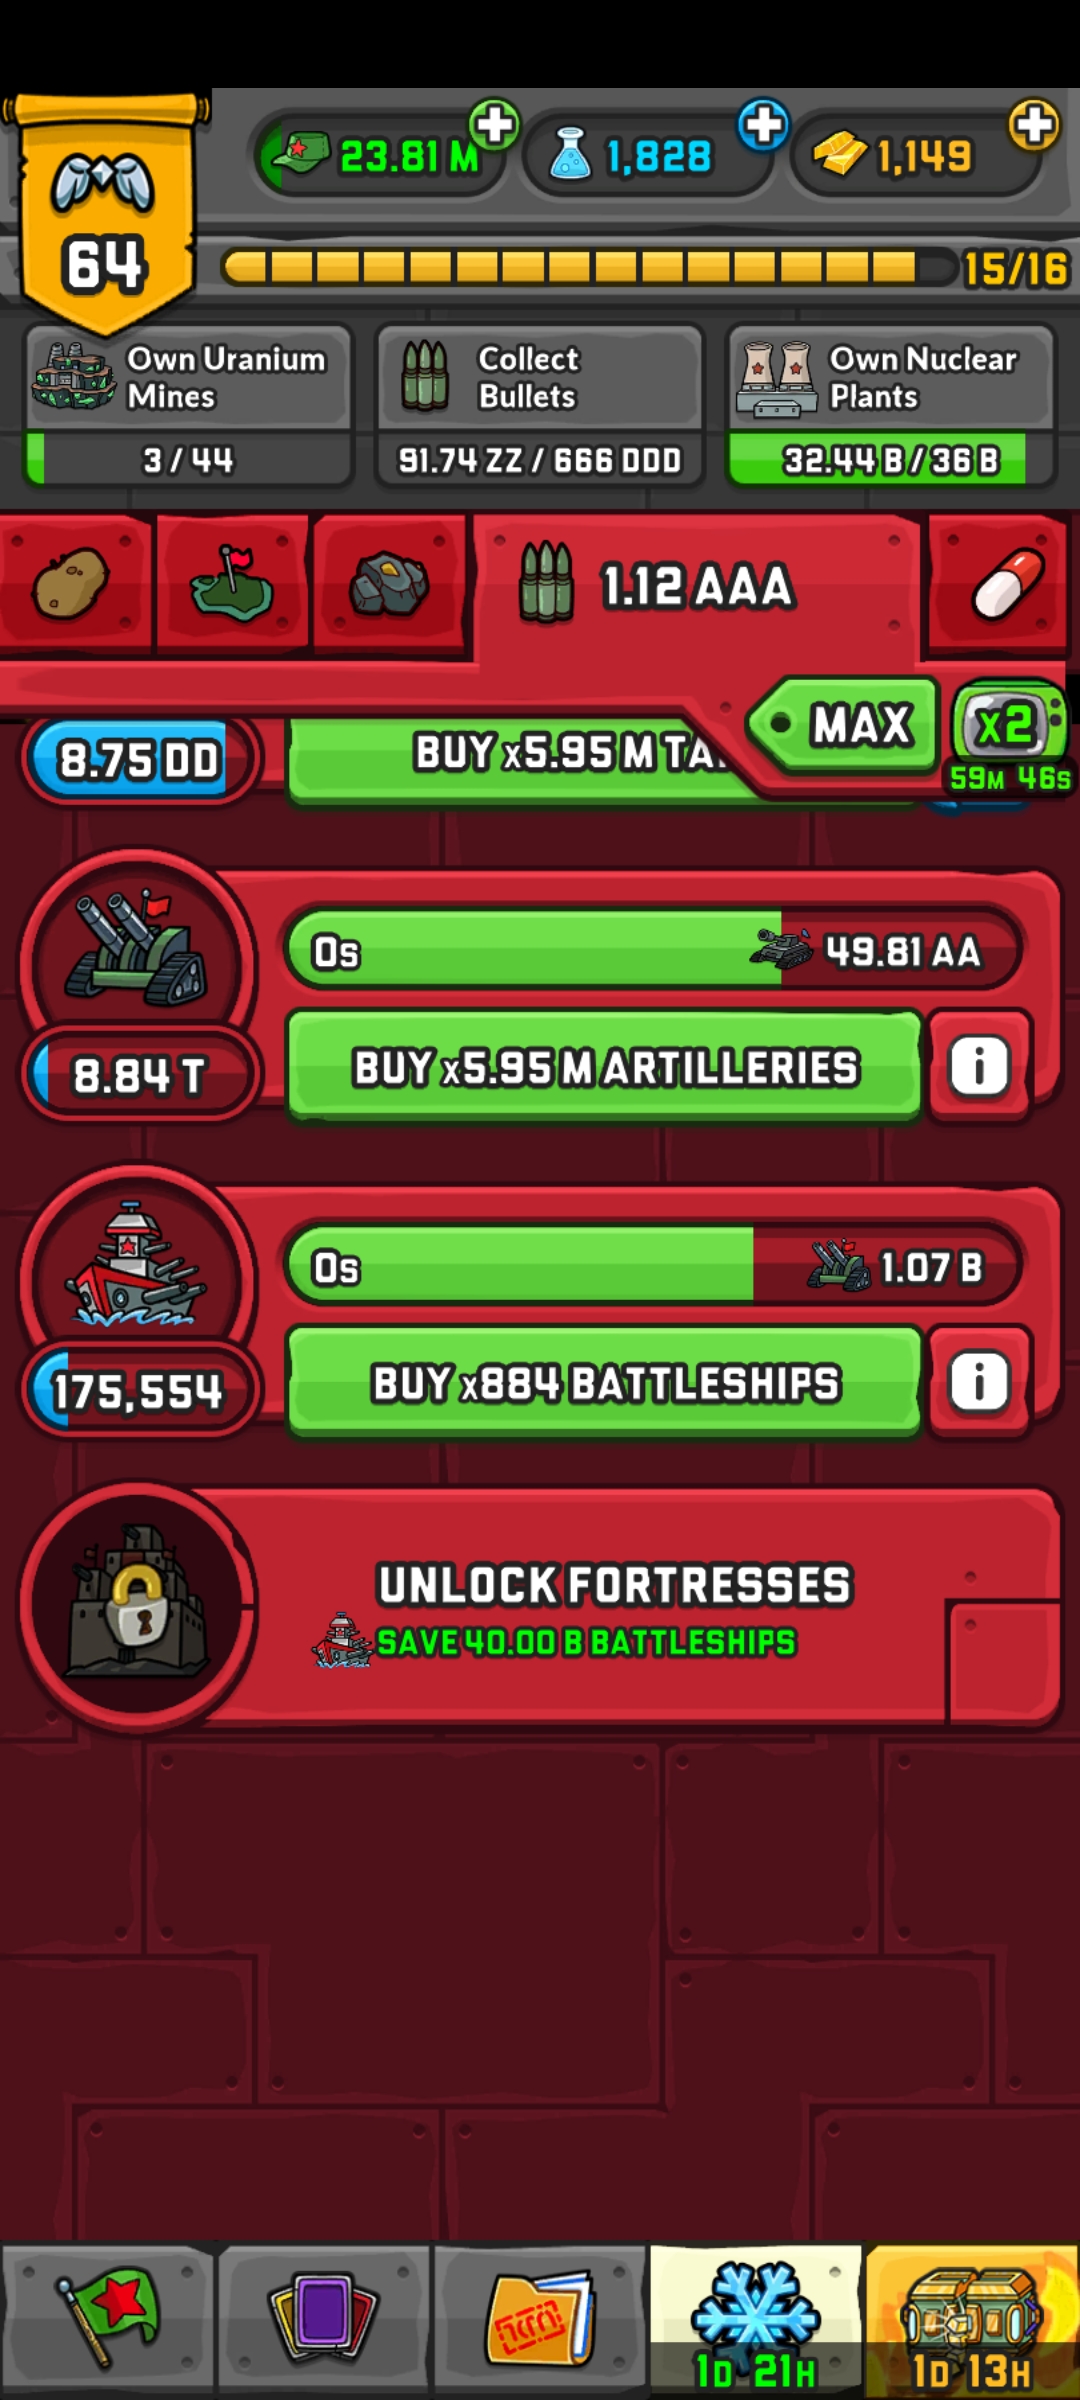 23.81 M
1,828
1,149
64
15/16
Own Uranium
Mines
3 / 44
Collect
Bullets
91.74 ZZ / 666 DDD
Own Nuclear
Plants
32.44 B / 36 B
1.12 AAA
MAX
X2
59M 46S
8.75 DD
BUY x5.95 M TA
0s
49.81 AA
8.84 T
BUY x5.95 M ARTILLERIES
i
0s
1.07 B
175,554
BUY x884 BATTLESHIPS
i
UNLOCK FORTRESSES
SAVE 40.00 B BATTLESHIPS
1D 21H
1D 13H